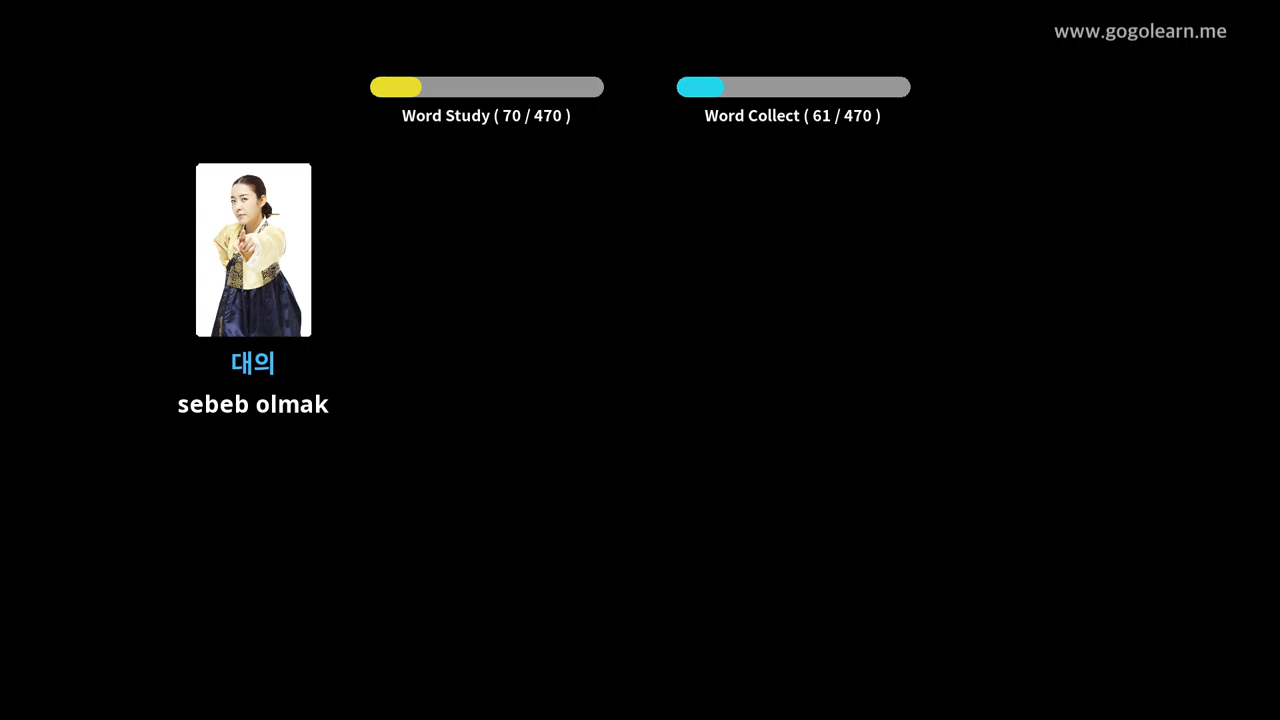 www.gogolearn.me
Word Study ( 70 / 470 )
Word Collect ( 61 / 470 )
대의
sebeb olmak